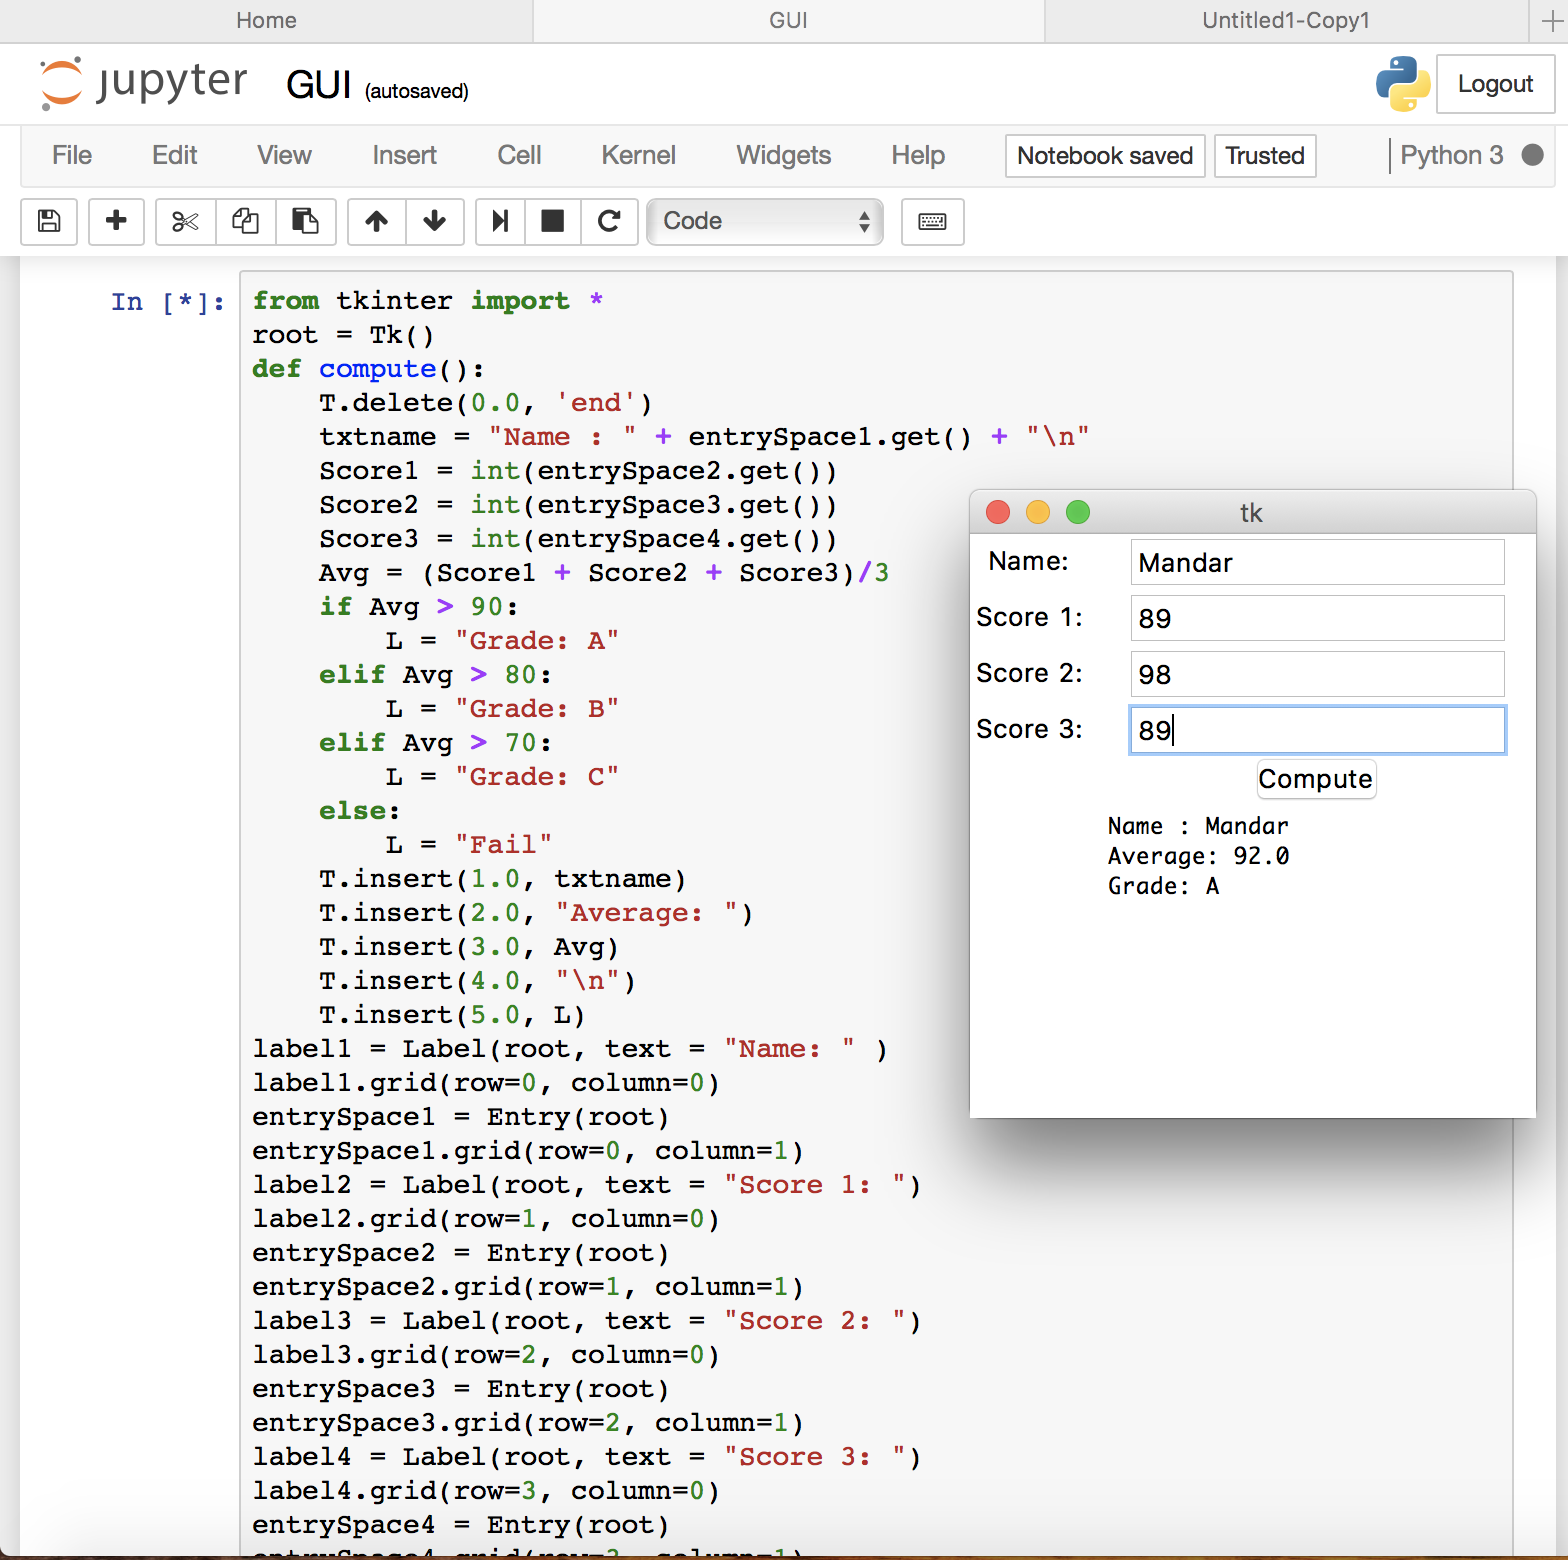 Home
GUI
Untitled1-Copy1
jupyter
GUI (autosaved)
Logout
File Edit View Insert Cell Kernel Widgets Help
Notebook saved
Trusted
Python 3
Code
In [*]:
from tkinter import *
root = Tk()
def compute():
    T.delete(0.0, 'end')
    txtname = "Name : " + entrySpace1.get() + "\n"
    Score1 = int(entrySpace2.get())
    Score2 = int(entrySpace3.get())
    Score3 = int(entrySpace4.get())
    Avg = (Score1 + Score2 + Score3)/3
    if Avg > 90:
        L = "Grade: A"
    elif Avg > 80:
        L = "Grade: B"
    elif Avg > 70:
        L = "Grade: C"
    else:
        L = "Fail"
    T.insert(1.0, txtname)
    T.insert(2.0, "Average: ")
    T.insert(3.0, Avg)
    T.insert(4.0, "\n")
    T.insert(5.0, L)
label1 = Label(root, text = "Name: " )
label1.grid(row=0, column=0)
entrySpace1 = Entry(root)
entrySpace1.grid(row=0, column=1)
label2 = Label(root, text = "Score 1: ")
label2.grid(row=1, column=0)
entrySpace2 = Entry(root)
entrySpace2.grid(row=1, column=1)
label3 = Label(root, text = "Score 2: ")
label3.grid(row=2, column=0)
entrySpace3 = Entry(root)
entrySpace3.grid(row=2, column=1)
label4 = Label(root, text = "Score 3: ")
label4.grid(row=3, column=0)
entrySpace4 = Entry(root)
tk
Name: Mandar
Score 1: 89
Score 2: 98
Score 3: 89
Compute
Name : Mandar
Average: 92.0
Grade: A